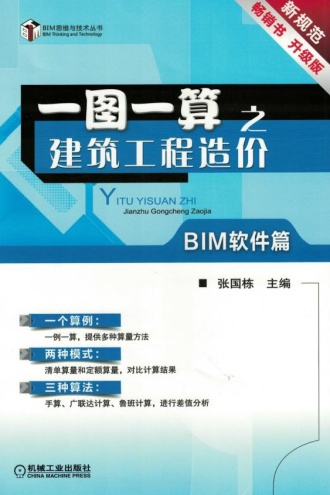 BIM思维与技术丛书
BIM Thinking and Technology
新规范
畅销书 升级版
一图一算之
建筑工程造价
YITU YISUAN ZHI
Jianzhu Gongcheng Zaojia
BIM软件篇
张国栋 主编
一个算例：
一例一算，提供多种算量方法
两种模式：
清单算量和定额算量，对比计算结果
三种算法：
手算、广联达计算、鲁班计算，进行差值分析
机械工业出版社
CHINA MACHINE PRESS